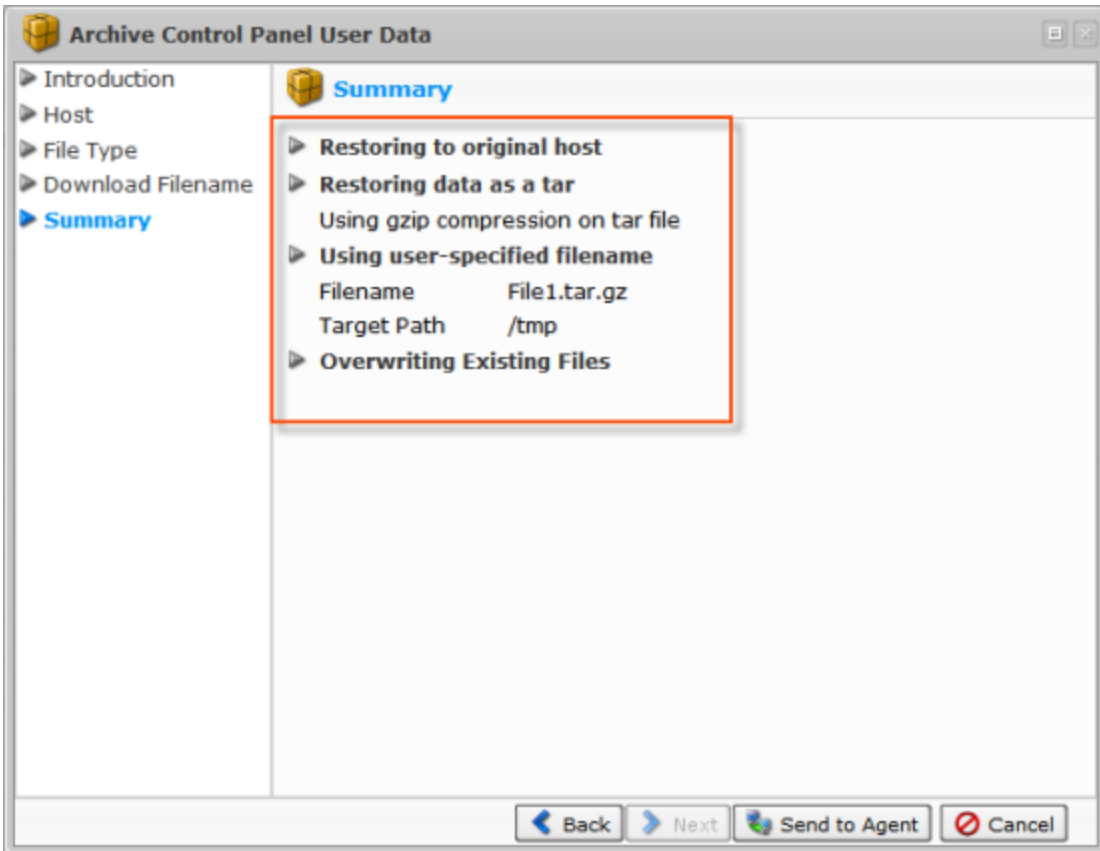 Archive Control Panel User Data
Introduction
Host
File Type
Download Filename
Summary
Summary
Restoring to original host
Restoring data as a tar
Using gzip compression on tar file
Using user-specified filename
Filename File1.tar.gz
Target Path /tmp
Overwriting Existing Files
Back Next Send to Agent Cancel